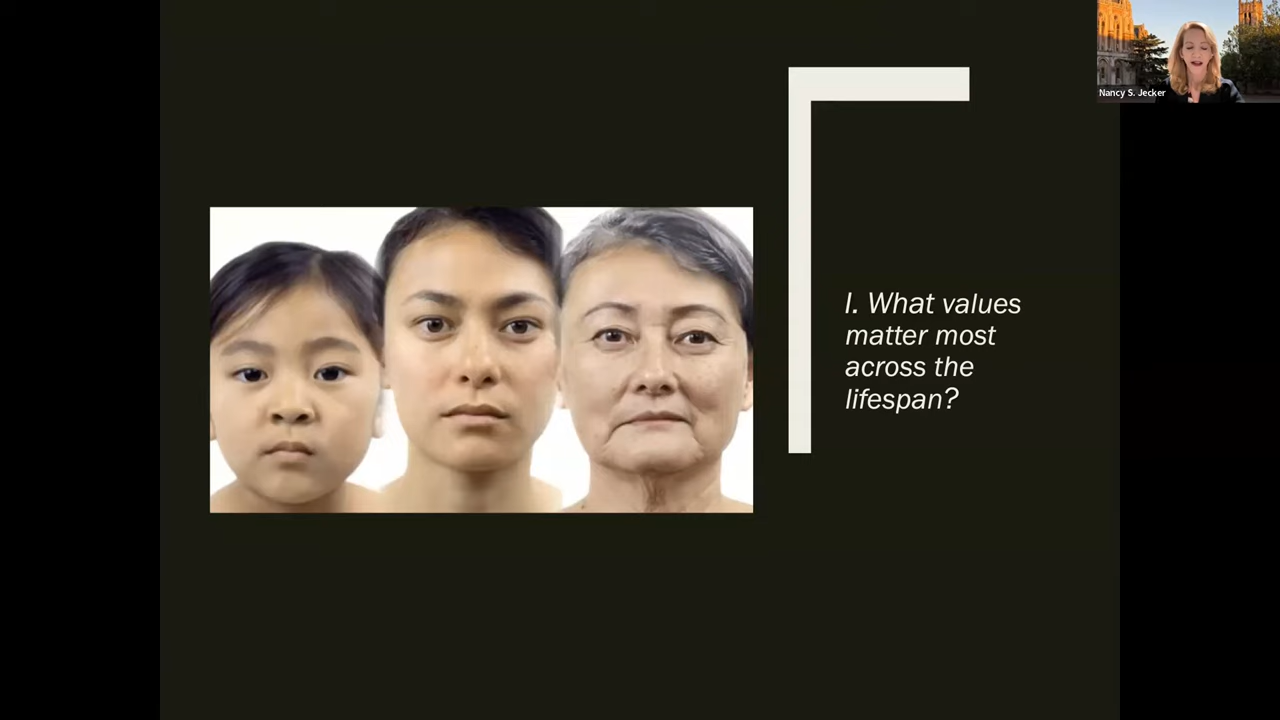 Nancy S. Jecker
I. What values
matter most
across the
lifespan?